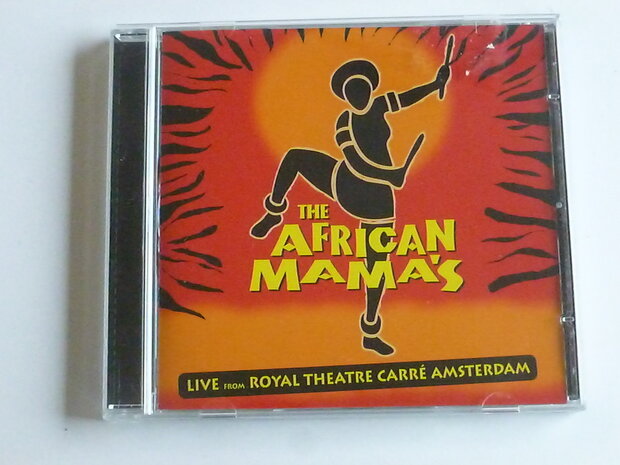 THE
AFRICAN
MAMA'S
LIVE FROM ROYAL THEATRE CARRÉ AMSTERDAM